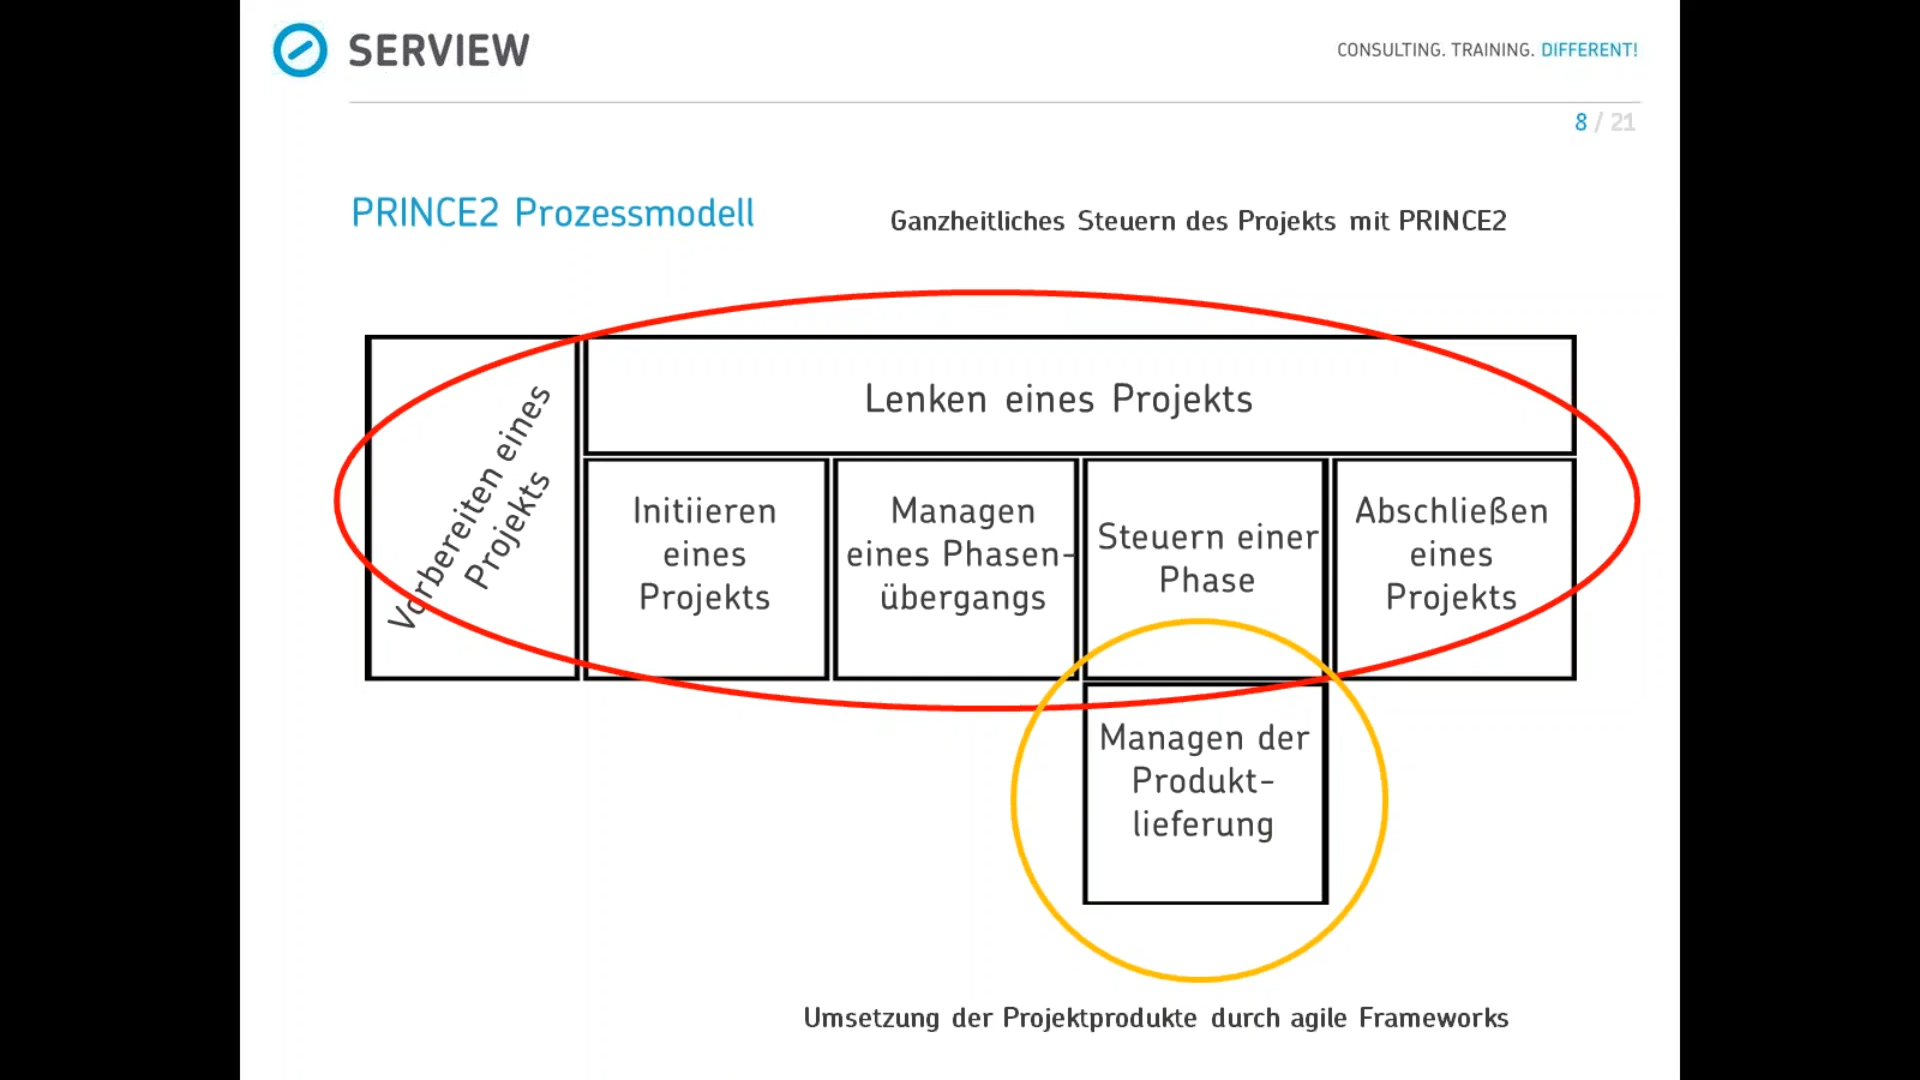 SERVIEW
CONSULTING. TRAINING. DIFFERENT!
8 / 21
PRINCE2 Prozessmodell
Ganzheitliches Steuern des Projekts mit PRINCE2
Vorbereiten eines
Projekts
Lenken eines Projekts
Initiieren
eines
Projekts
Managen
eines Phasen-
übergangs
Steuern einer
Phase
Abschließen
eines
Projekts
Managen der
Produkt-
lieferung
Umsetzung der Projektprodukte durch agile Frameworks